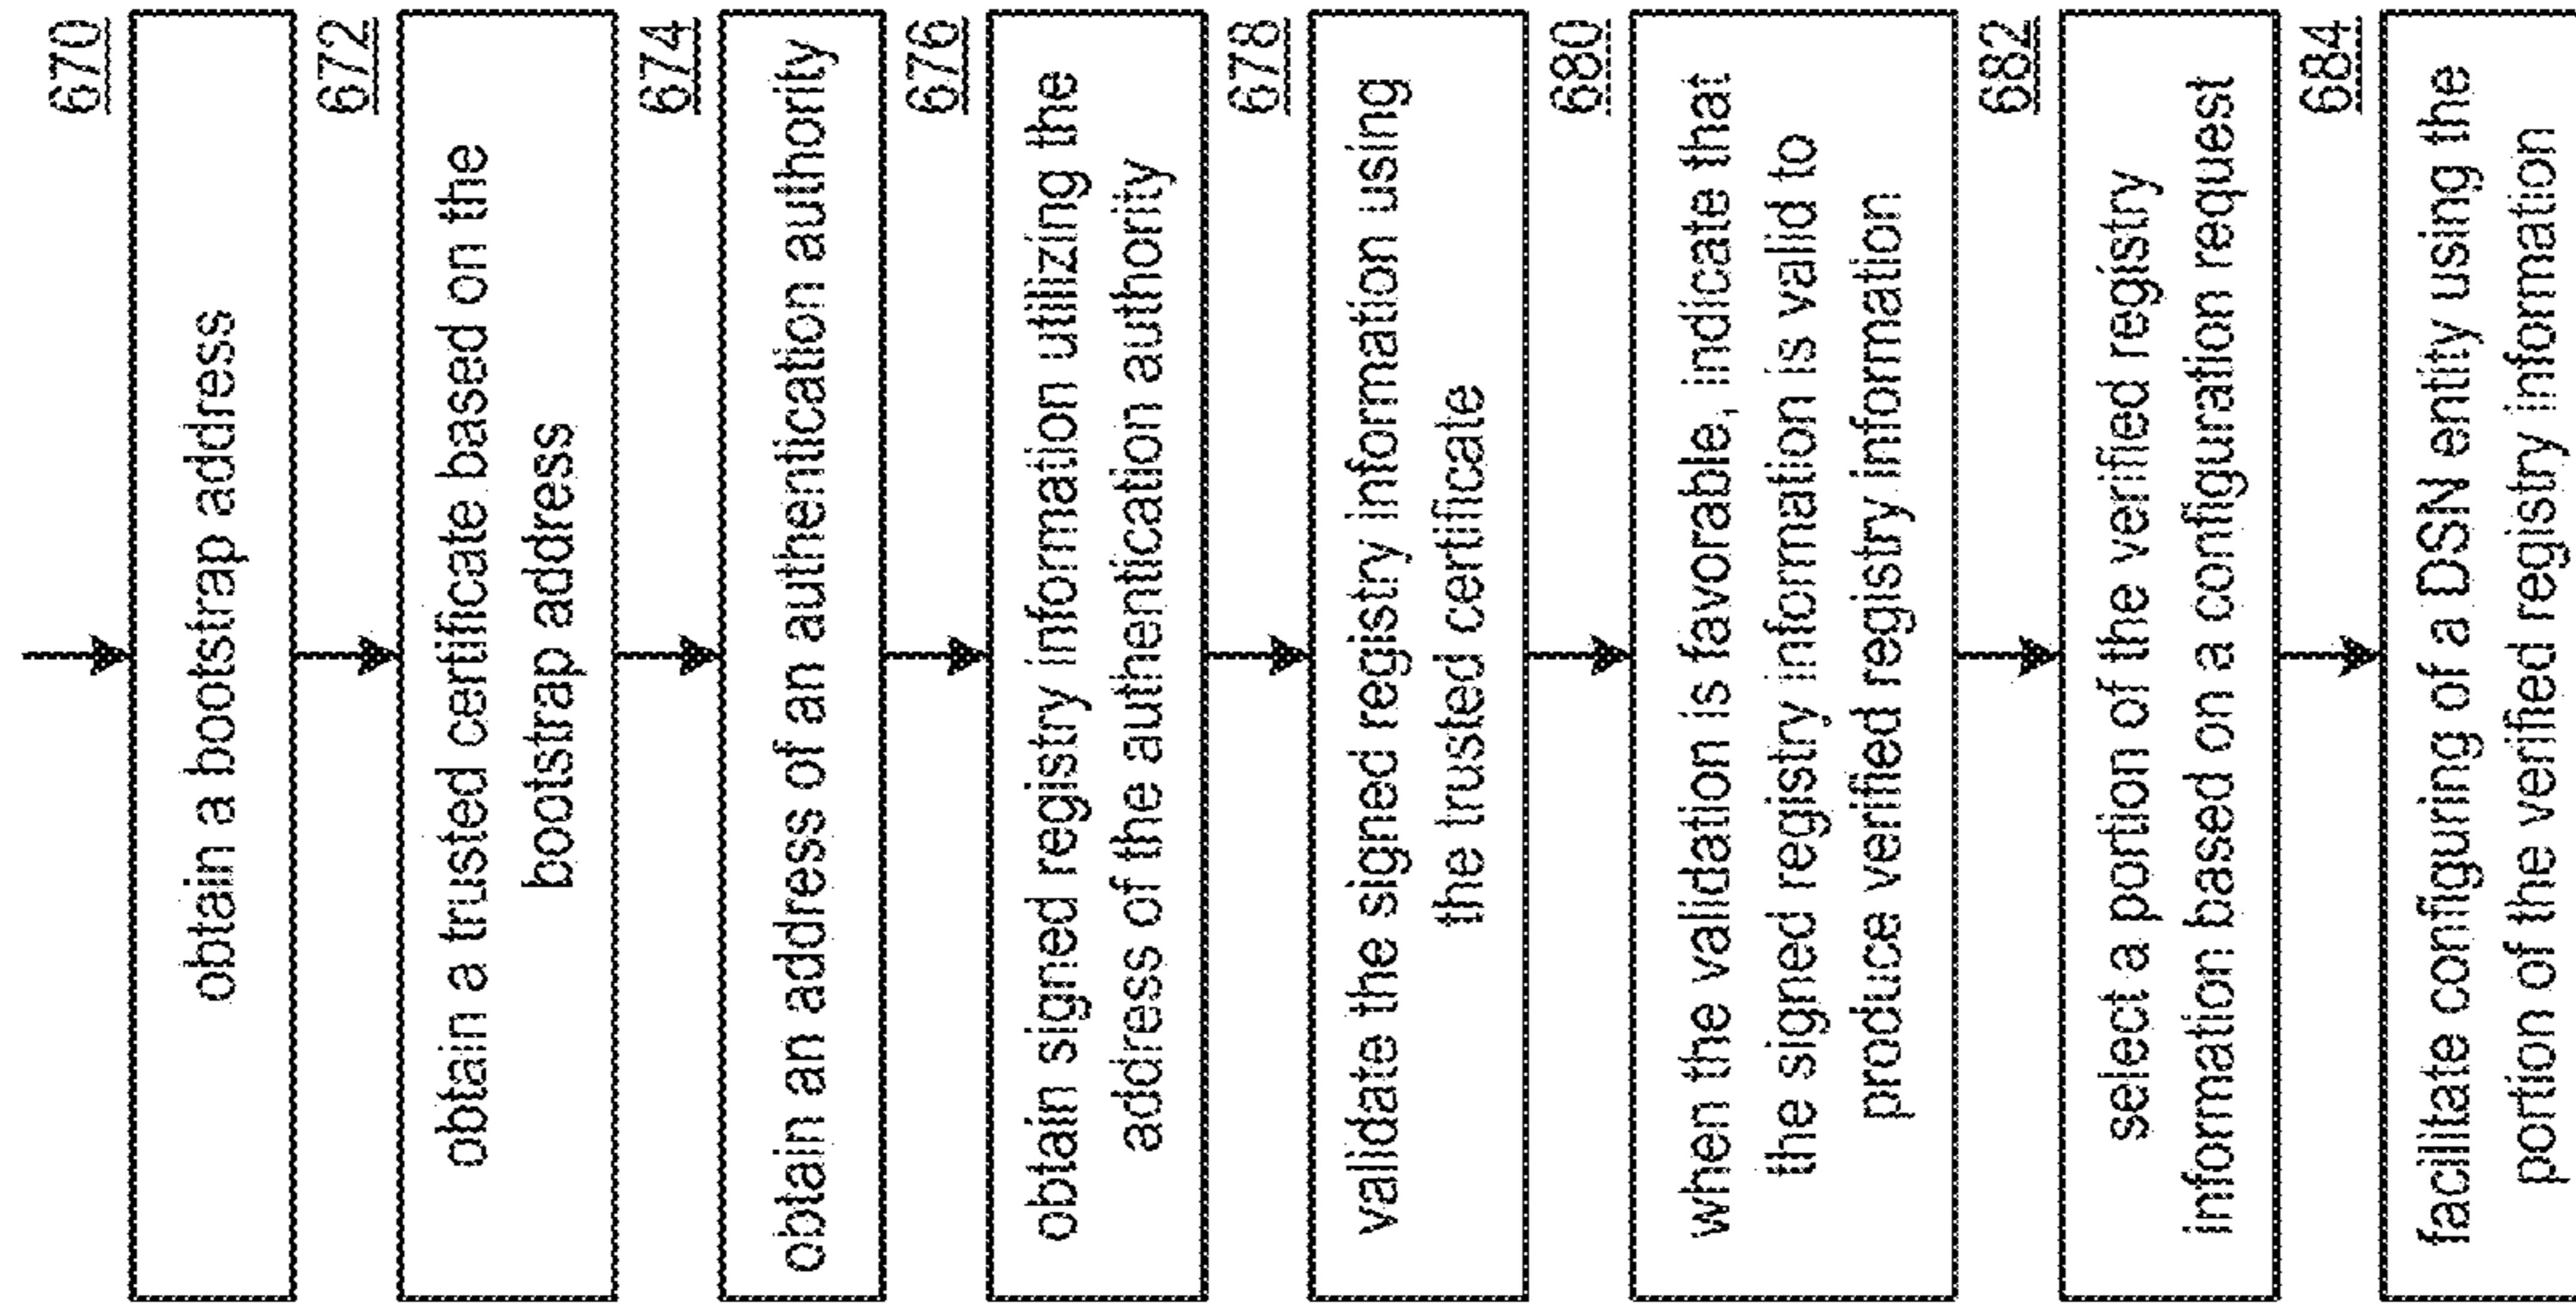 670
obtain a bootstrap address
672
obtain a trusted certificate based on the
bootstrap address
674
obtain an address of an authentication authority
676
obtain signed registry information utilizing the
address of the authentication authority
678
validate the signed registry information using
the trusted certificate
680
when the validation is favorable, indicate that
the signed registry information is valid to
produce verified registry information
682
select a portion of the verified registry
information based on a configuration request
684
facilitate configuring of a DSN entity using the
portion of the verified registry information